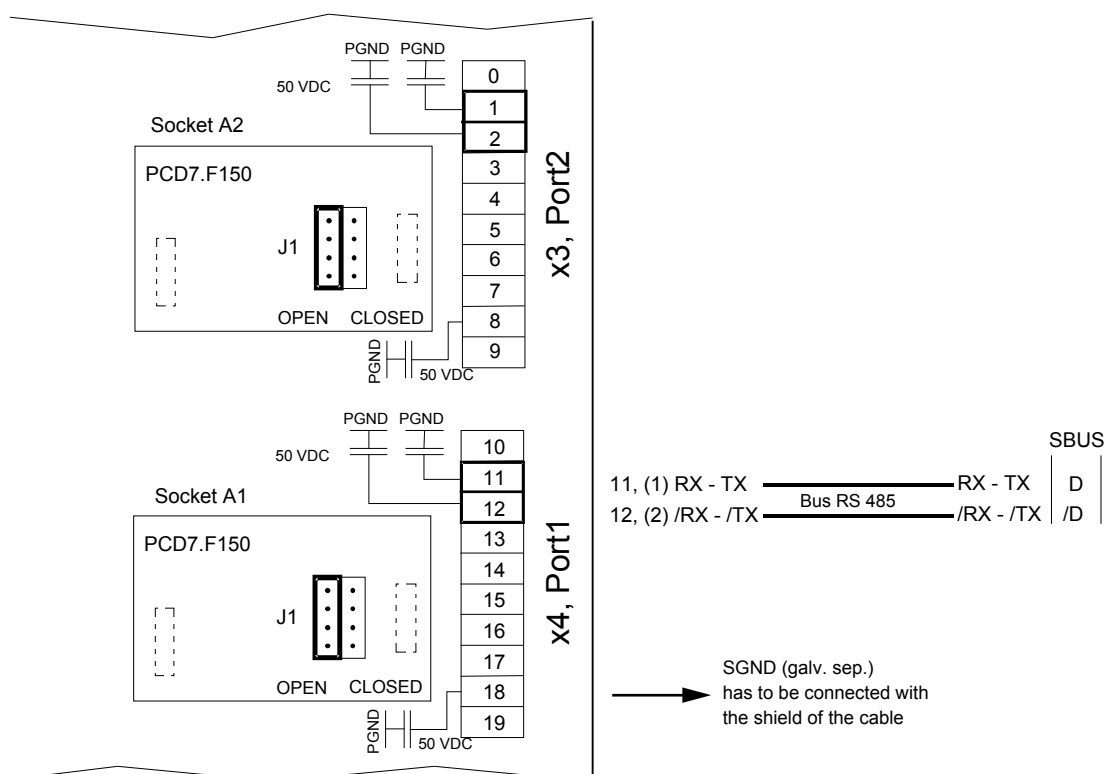 PGND PGND
50 VDC
0
1
2
3
4
5
6
7
8
9
x3, Port2
Socket A2
PCD7.F150
J1
OPEN CLOSED
PGND
50 VDC
PGND PGND
50 VDC
10
11
12
13
14
15
16
17
18
19
x4, Port1
Socket A1
PCD7.F150
J1
OPEN CLOSED
PGND
50 VDC
SBUS
11, (1) RX - TX Bus RS 485 RX - TX D
12, (2) /RX - /TX /RX - /TX /D
SGND (galv. sep.)
has to be connected with
the shield of the cable